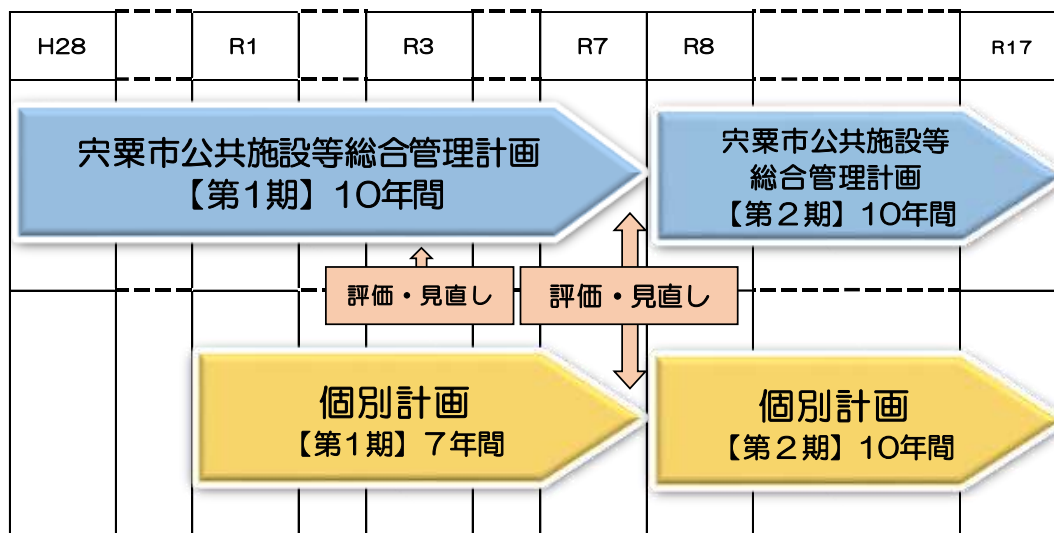 H28
R1
R3
R7
R8
R17
宍粟市公共施設等総合管理計画
【第1期】10年間
宍粟市公共施設等
総合管理計画
【第２期】10年間
評価・見直し
評価・見直し
個別計画
【第1期】７年間
個別計画
【第２期】10年間